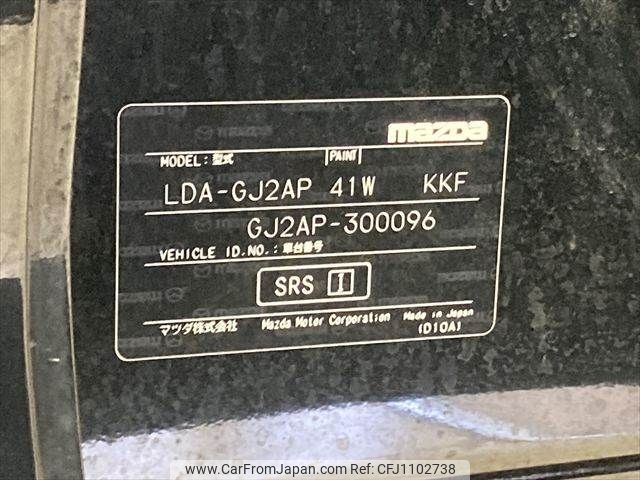 mazda
MODEL:型式 PAINT
LDA-GJ2AP 41W KKF
GJ2AP-300096
VEHICLE ID.NO.:車台番号
SRS I
マツダ株式会社 Mazda Motor Corporation Made in Japan
(D10A)
www.CarFromJapan.com | © CarFromJapan.com | Ref. CFJ1102738